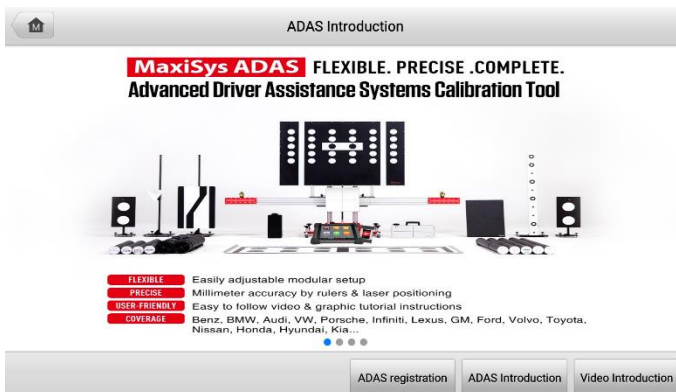 M
ADAS Introduction
MaxiSys ADAS FLEXIBLE. PRECISE .COMPLETE.
Advanced Driver Assistance Systems Calibration Tool
FLEXIBLE Easily adjustable modular setup
PRECISE Millimeter accuracy by rulers & laser positioning
USER-FRIENDLY Easy to follow video & graphic tutorial instructions
COVERAGE Benz, BMW, Audi, VW, Porsche, Infiniti, Lexus, GM, Ford, Volvo, Toyota,
Nissan, Honda, Hyundai, Kia...
ADAS registration ADAS Introduction Video Introduction